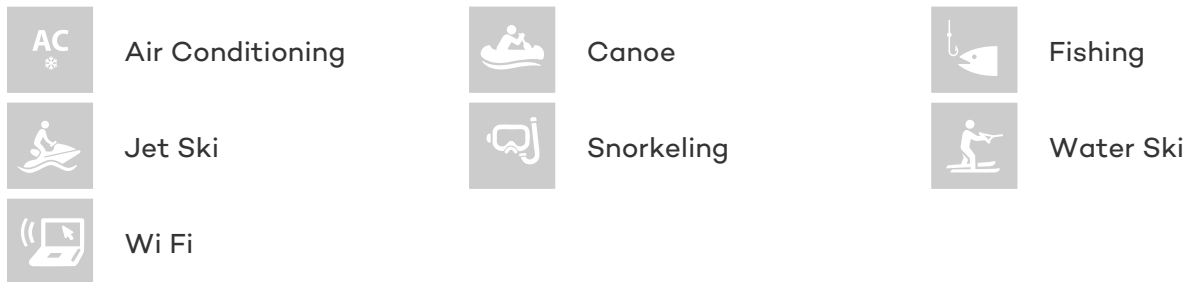 AC
Air Conditioning
Canoe
Fishing
Jet Ski
Snorkeling
Water Ski
Wi Fi